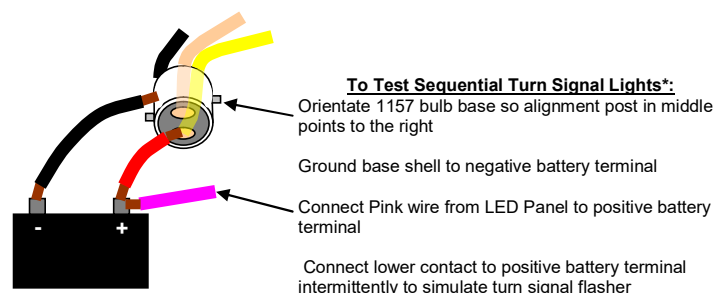 To Test Sequential Turn Signal Lights*:
Orientate 1157 bulb base so alignment post in middle
points to the right
Ground base shell to negative battery terminal
Connect Pink wire from LED Panel to positive battery
terminal
Connect lower contact to positive battery terminal
intermittently to simulate turn signal flasher
- +